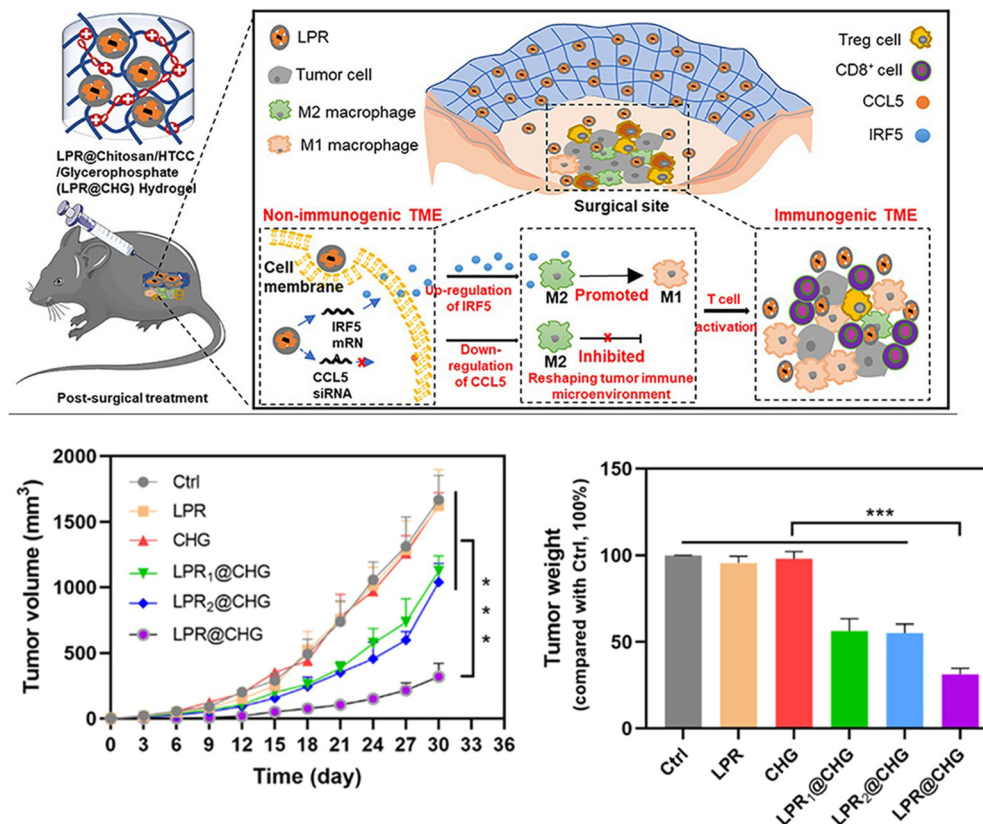 LPR@Chitosan/HTCC
/Glycerophosphate
(LPR@CHG) Hydrogel
Post-surgical treatment
LPR
Tumor cell
M2 macrophage
M1 macrophage
Treg cell
CD8⁺ cell
CCL5
IRF5
Surgical site
Non-immunogenic TME
Immunogenic TME
Cell
membrane
IRF5
mRN
CCL5
siRNA
Up-regulation
of IRF5
Down-
regulation
of CCL5
M2
Promoted
M1
M2
Inhibited
Reshaping tumor immune
microenvironment
T cell
activation
Tumor volume (mm³)
2000
1500
1000
500
0
Ctrl
LPR
CHG
LPR₁@CHG
LPR₂@CHG
LPR@CHG
***
0 3 6 9 12 15 18 21 24 27 30 33 36
Time (day)
Tumor weight
(compared with Ctrl, 100%)
150
100
50
0
***
Ctrl
LPR
CHG
LPR₁@CHG
LPR₂@CHG
LPR@CHG